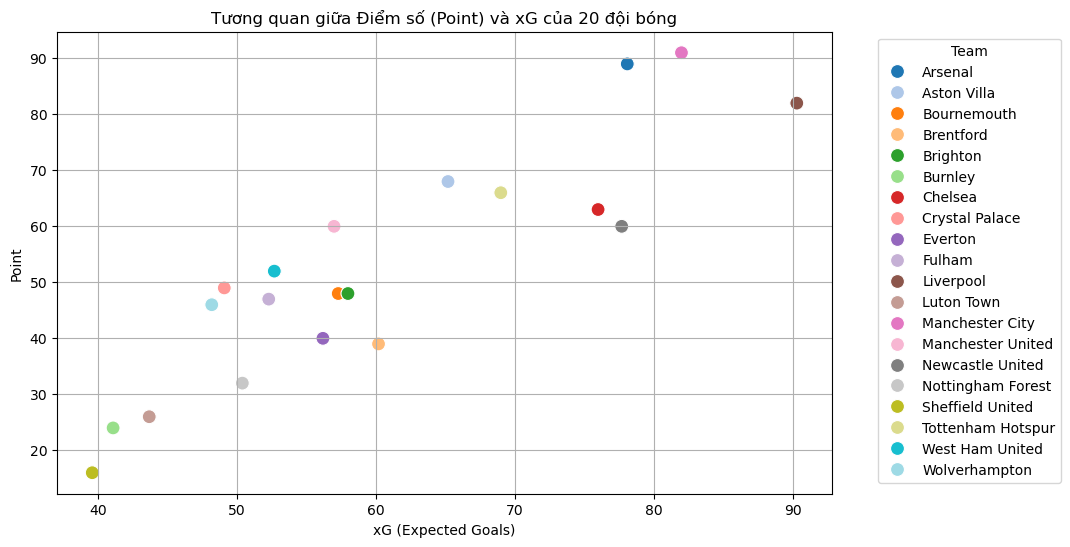 Tương quan giữa Điểm số (Point) và xG của 20 đội bóng
Point
90
80
70
60
50
40
30
20
40 50 60 70 80 90
xG (Expected Goals)
Team
Arsenal
Aston Villa
Bournemouth
Brentford
Brighton
Burnley
Chelsea
Crystal Palace
Everton
Fulham
Liverpool
Luton Town
Manchester City
Manchester United
Newcastle United
Nottingham Forest
Sheffield United
Tottenham Hotspur
West Ham United
Wolverhampton